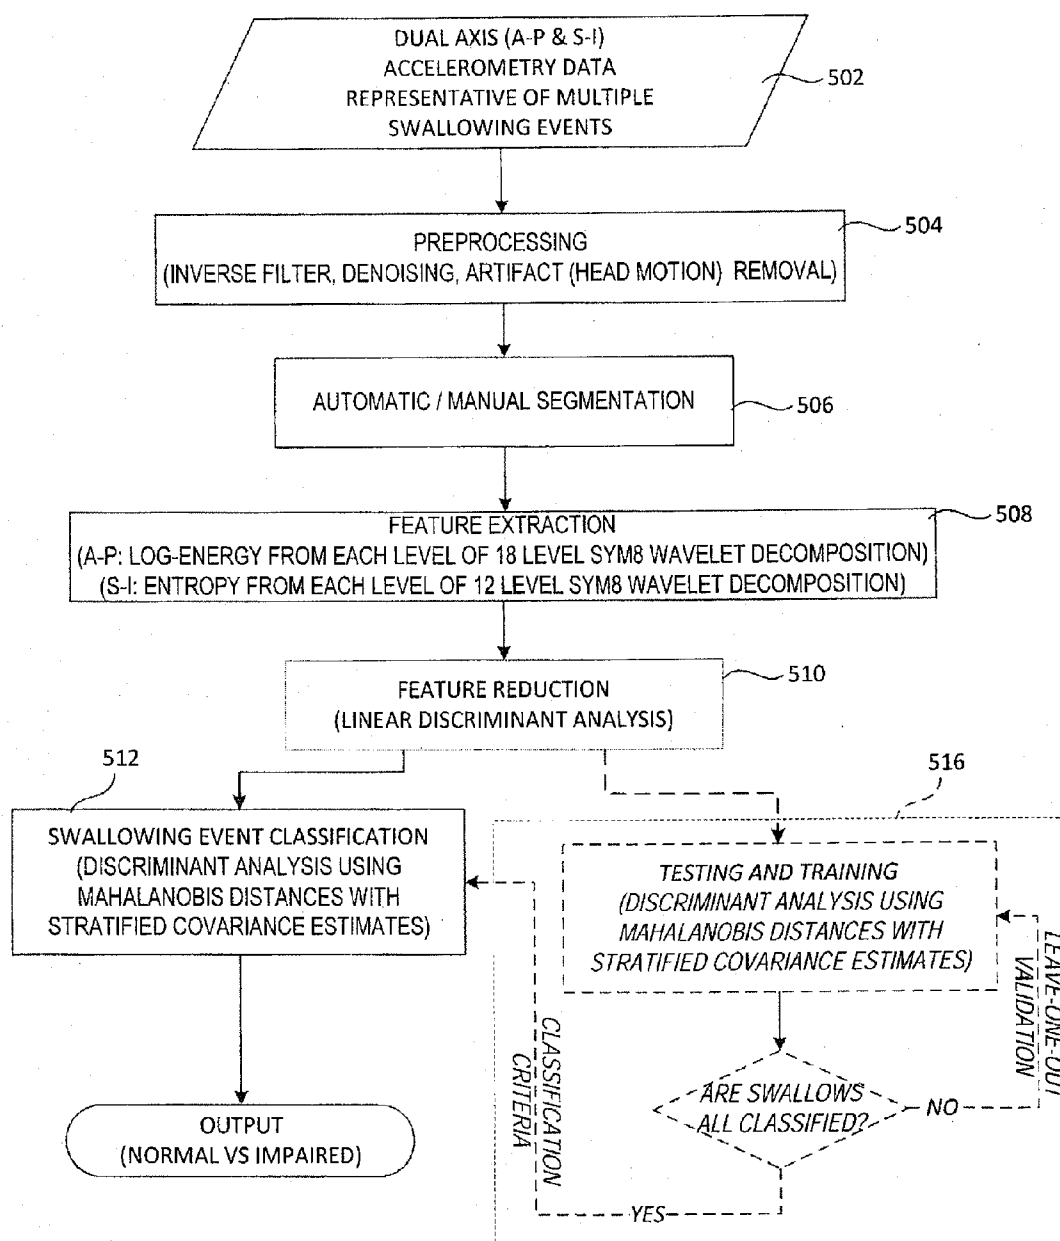 DUAL AXIS (A-P & S-I)
ACCELEROMETRY DATA
REPRESENTATIVE OF MULTIPLE
SWALLOWING EVENTS
502
PREPROCESSING
(INVERSE FILTER, DENOISING, ARTIFACT (HEAD MOTION) REMOVAL)
504
AUTOMATIC / MANUAL SEGMENTATION
506
FEATURE EXTRACTION
(A-P: LOG-ENERGY FROM EACH LEVEL OF 18 LEVEL SYM8 WAVELET DECOMPOSITION)
(S-I: ENTROPY FROM EACH LEVEL OF 12 LEVEL SYM8 WAVELET DECOMPOSITION)
508
FEATURE REDUCTION
(LINEAR DISCRIMINANT ANALYSIS)
510
512
SWALLOWING EVENT CLASSIFICATION
(DISCRIMINANT ANALYSIS USING
MAHALANOBIS DISTANCES WITH
STRATIFIED COVARIANCE ESTIMATES)
516
TESTING AND TRAINING
(DISCRIMINANT ANALYSIS USING
MAHALANOBIS DISTANCES WITH
STRATIFIED COVARIANCE ESTIMATES)
LEAVE-ONE-OUT
VALIDATION
CLASSIFICATION
CRITERIA
ARE SWALLOWS
ALL CLASSIFIED?
NO
YES
OUTPUT
(NORMAL VS IMPAIRED)